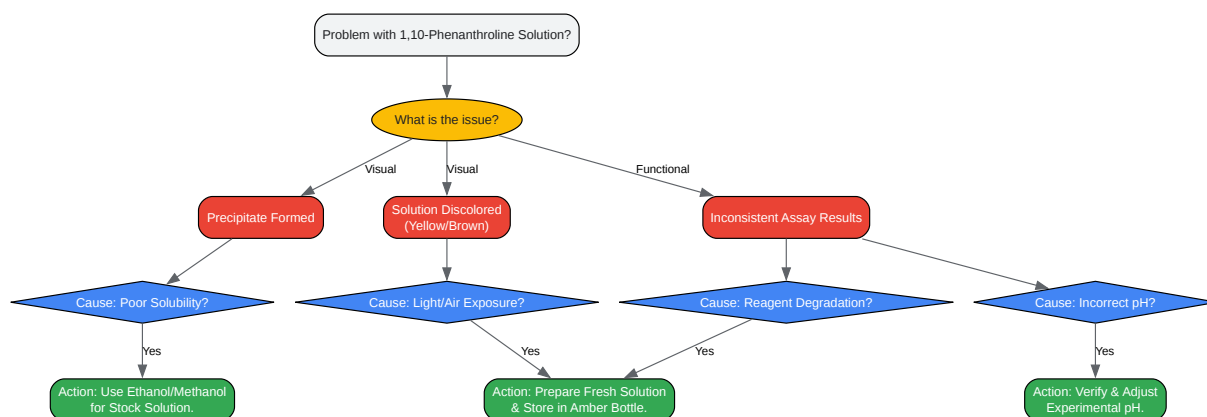 Problem with 1,10-Phenanthroline Solution?
What is the issue?
Visual
Visual
Functional
Precipitate Formed
Solution Discolored
(Yellow/Brown)
Inconsistent Assay Results
Cause: Poor Solubility?
Cause: Light/Air Exposure?
Cause: Reagent Degradation?
Cause: Incorrect pH?
Yes
Yes
Yes
Yes
Action: Use Ethanol/Methanol
for Stock Solution.
Action: Prepare Fresh Solution
& Store in Amber Bottle.
Action: Verify & Adjust
Experimental pH.